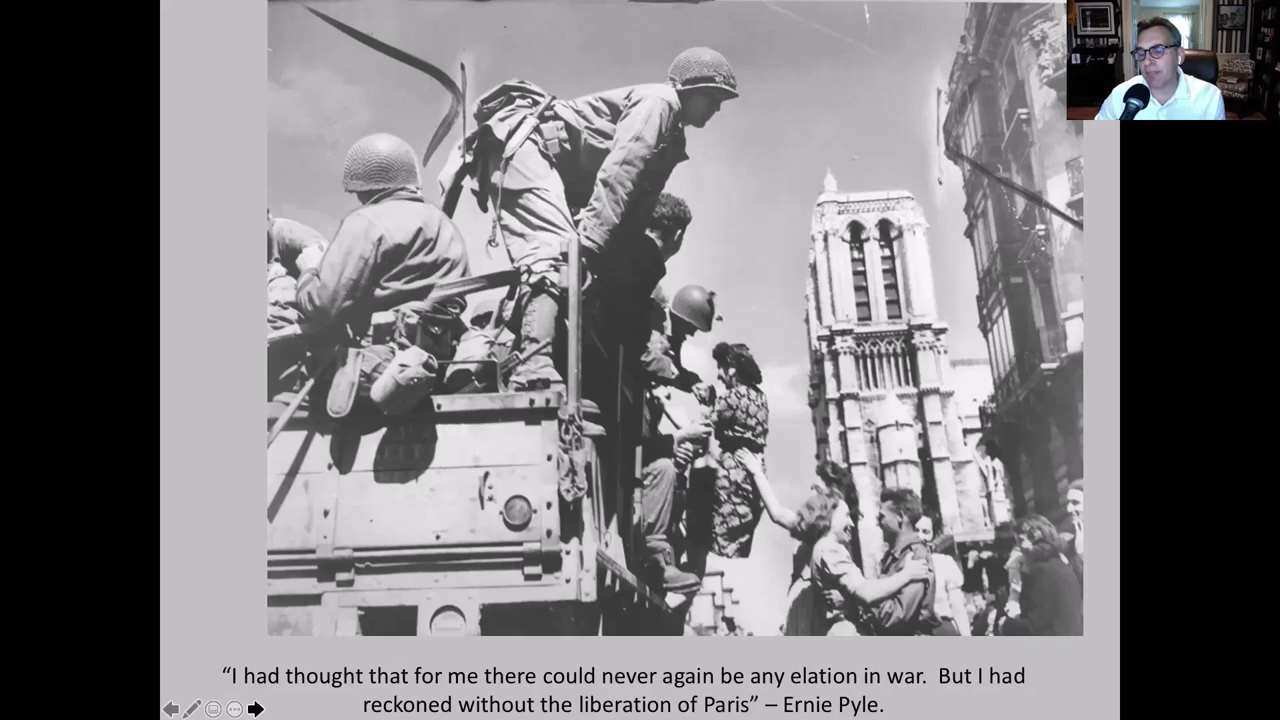 “I had thought that for me there could never again be any elation in war.  But I had
reckoned without the liberation of Paris” – Ernie Pyle.